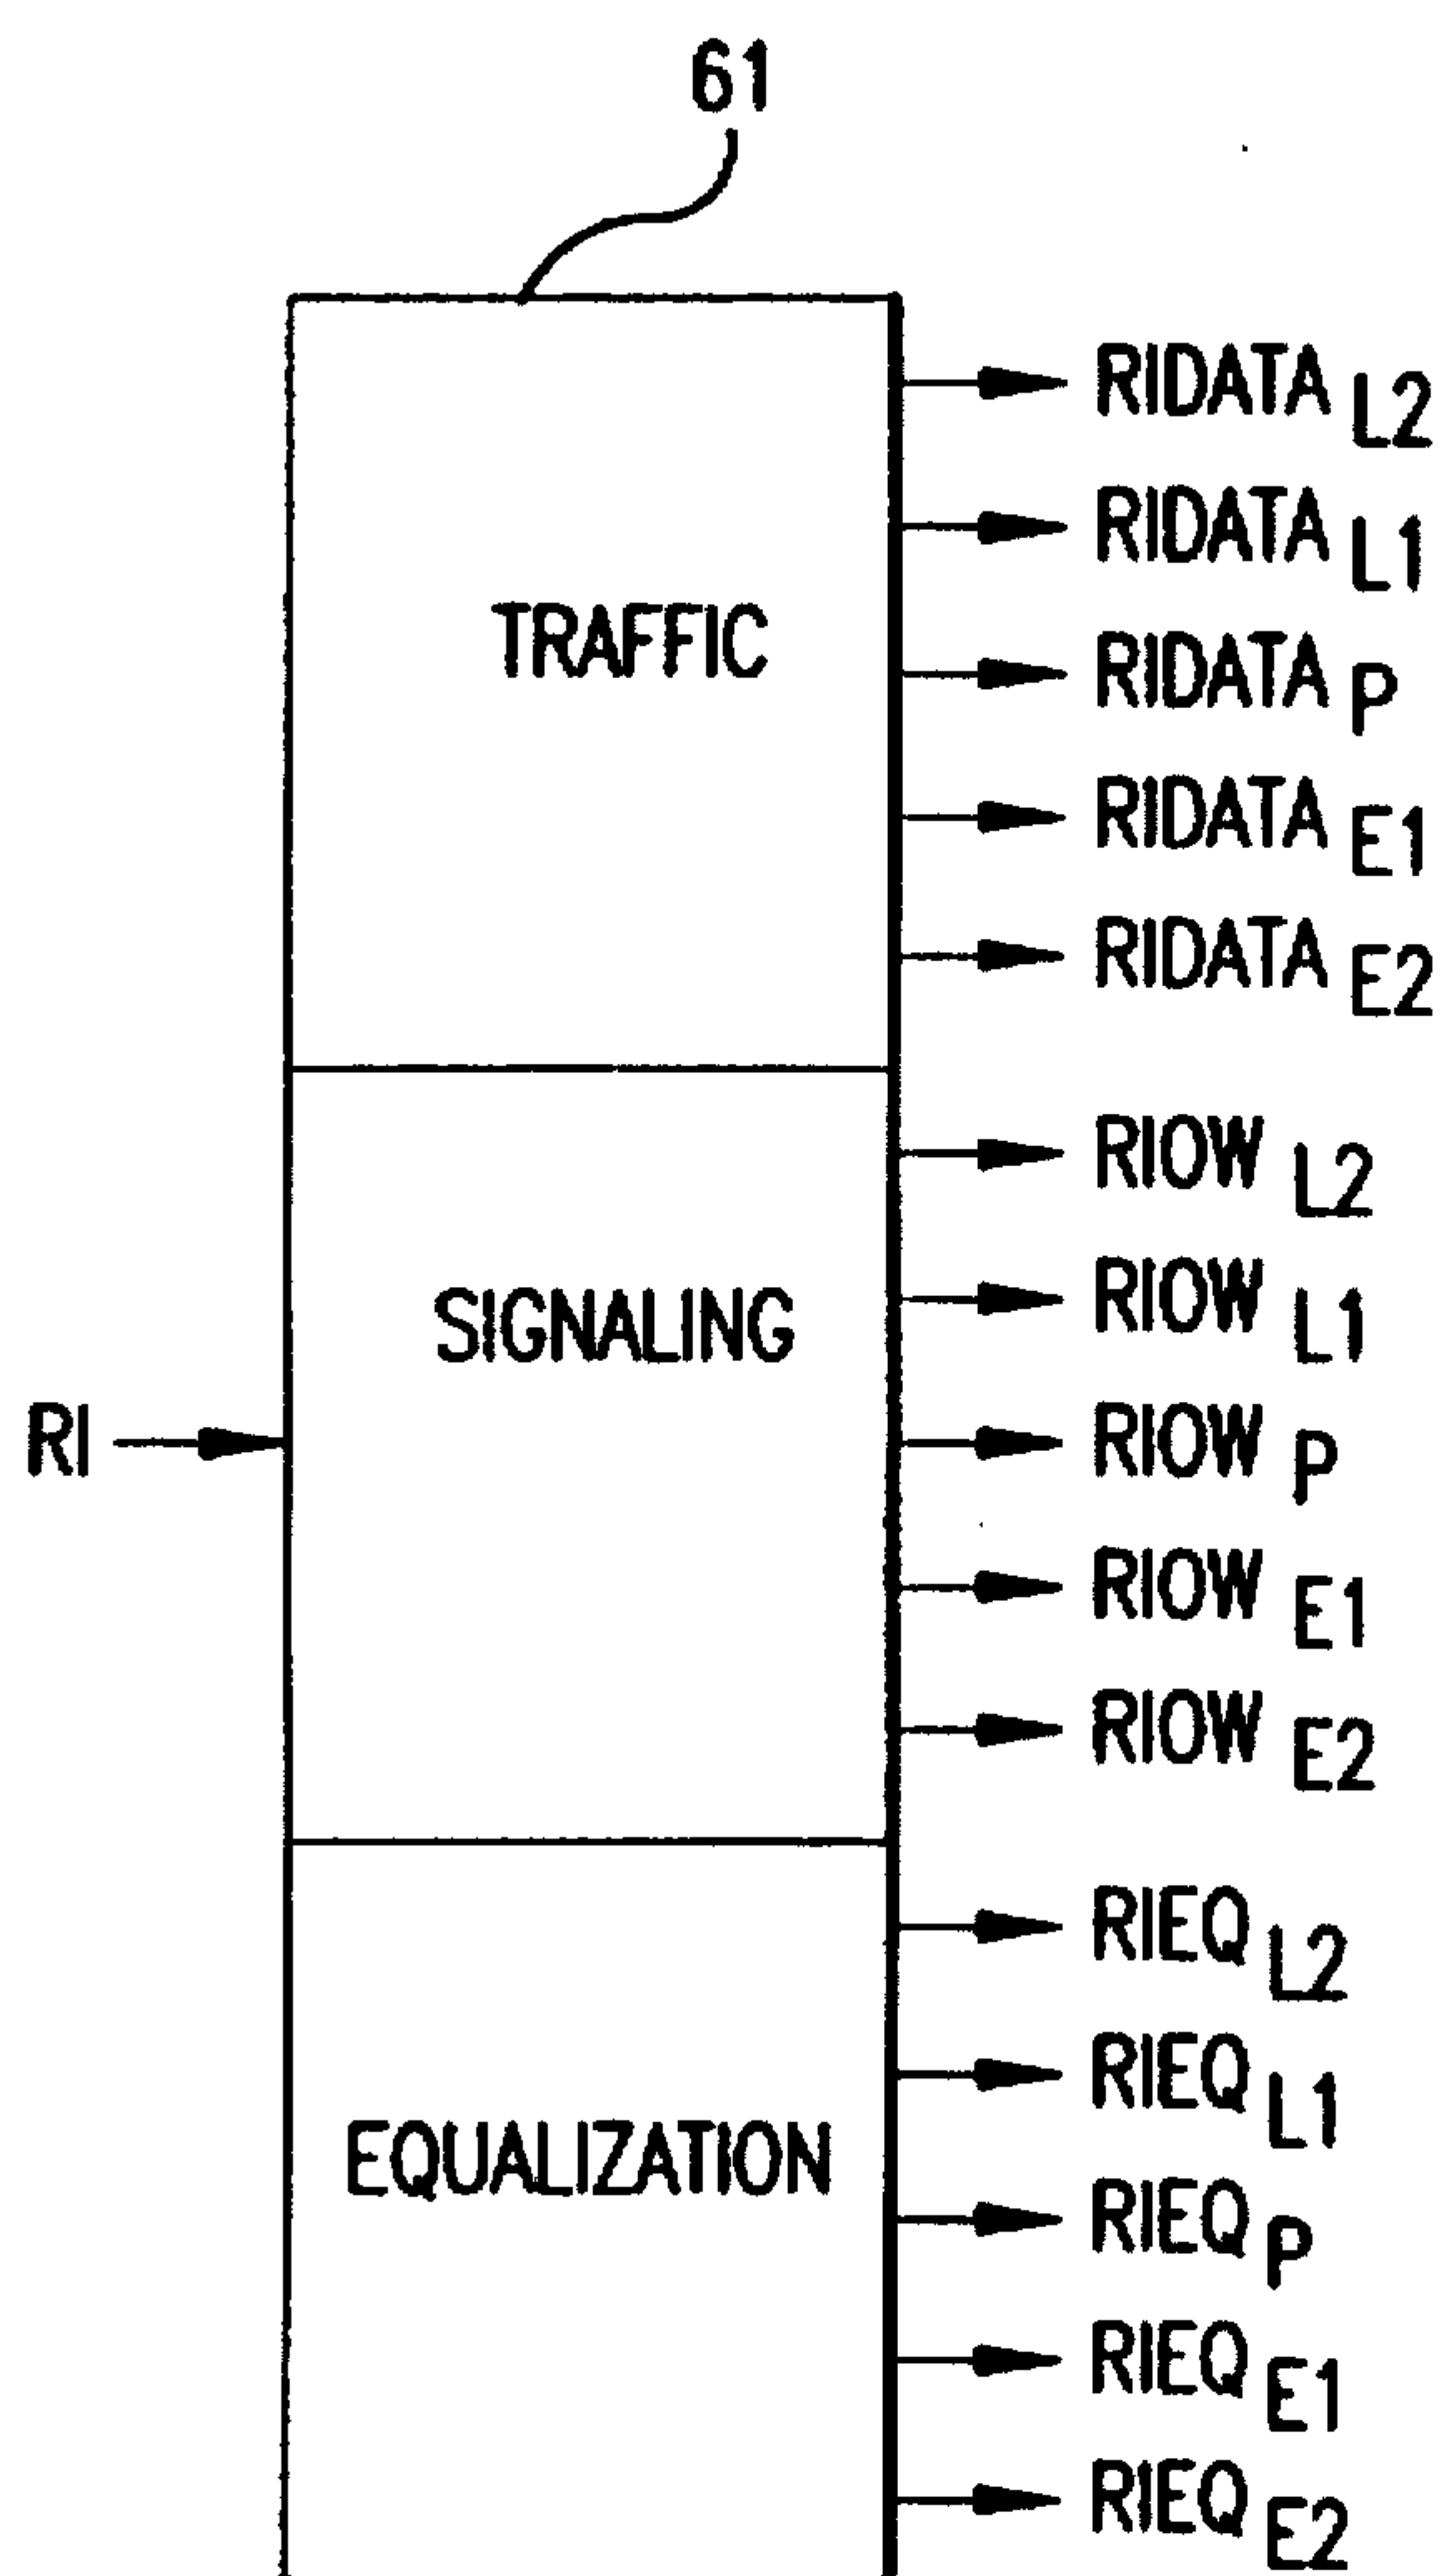 61
RIDATA L2
RIDATA L1
TRAFFIC
RIDATA P
RIDATA E1
RIDATA E2
RIOW L2
SIGNALING
RIOW L1
RI
RIOW P
RIOW E1
RIOW E2
RIEQ L2
RIEQ L1
EQUALIZATION
RIEQ P
RIEQ E1
RIEQ E2